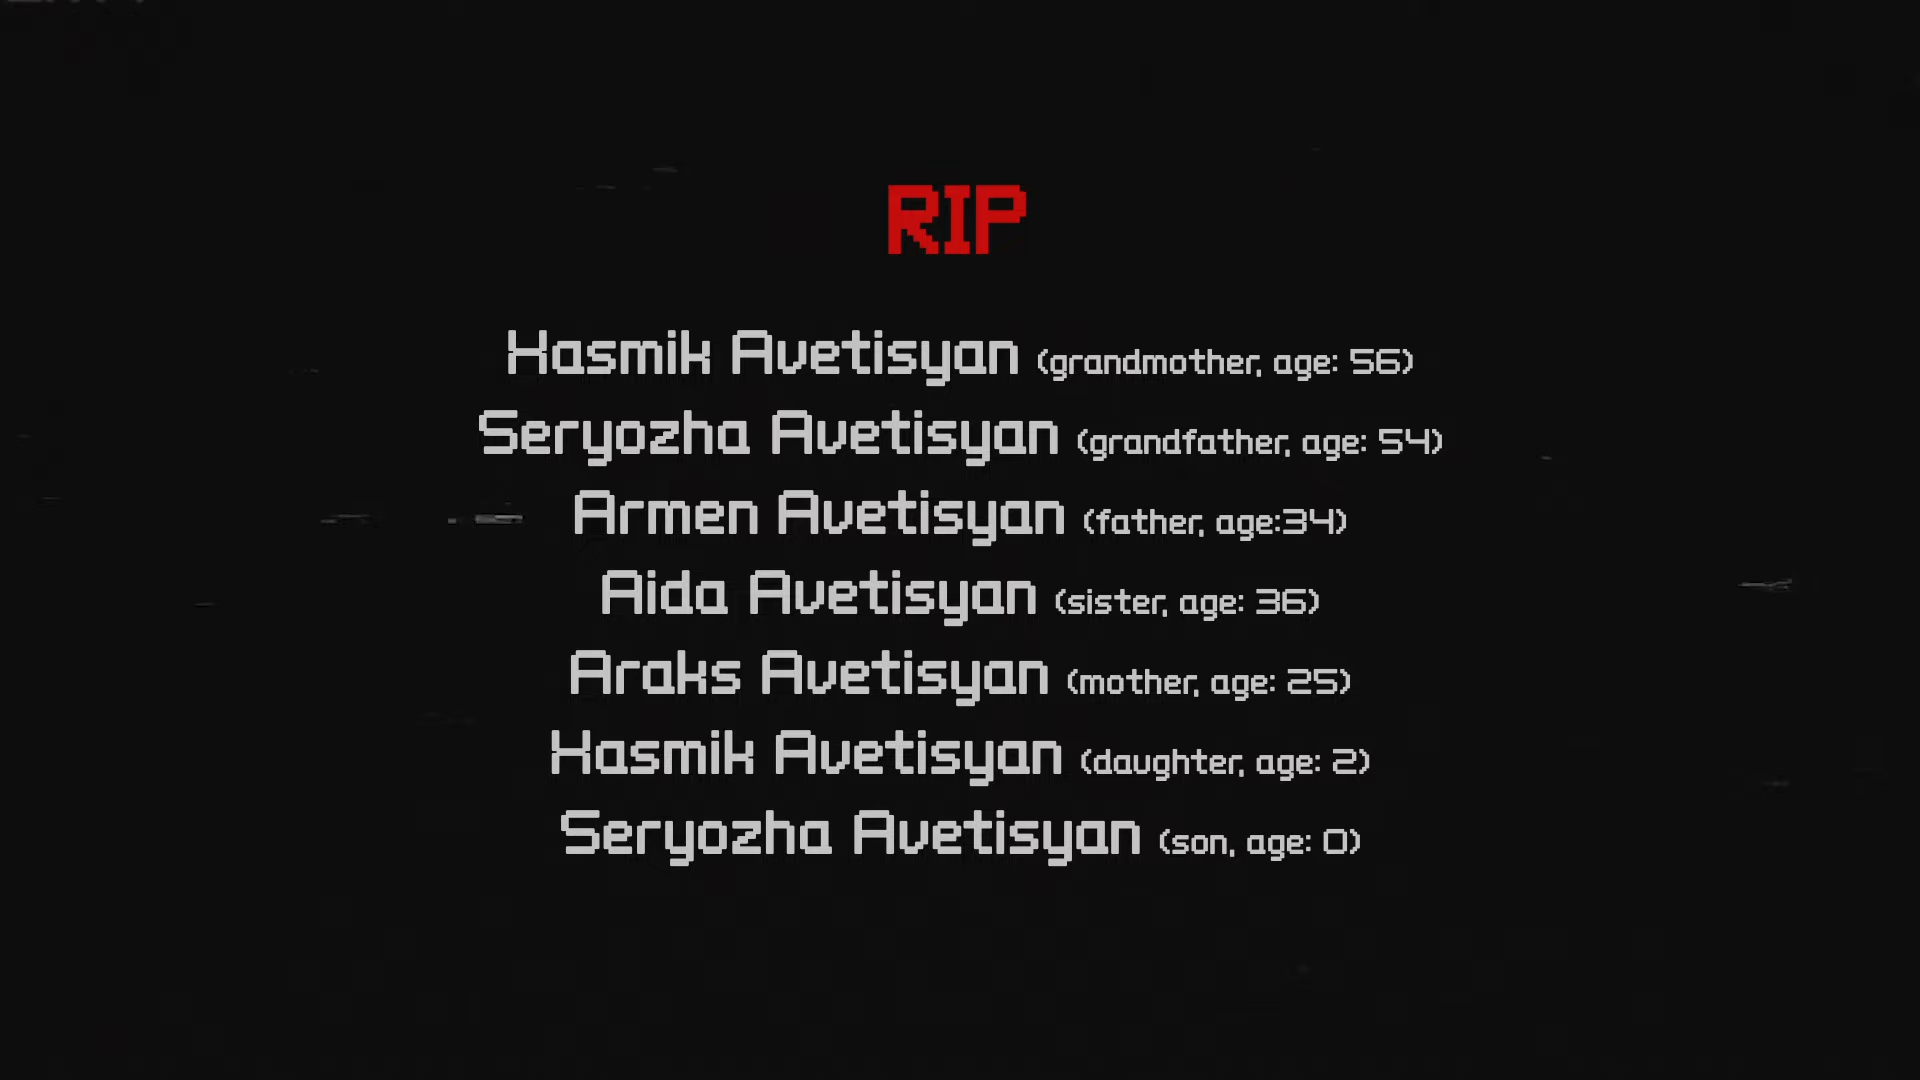 RIP
Hasmik Avetisyan (grandmother, age: 56)
Seryozha Avetisyan (grandfather, age: 54)
Armen Avetisyan (father, age:34)
Aida Avetisyan (sister, age: 36)
Araks Avetisyan (mother, age: 25)
Hasmik Avetisyan (daughter, age: 2)
Seryozha Avetisyan (son, age: 0)